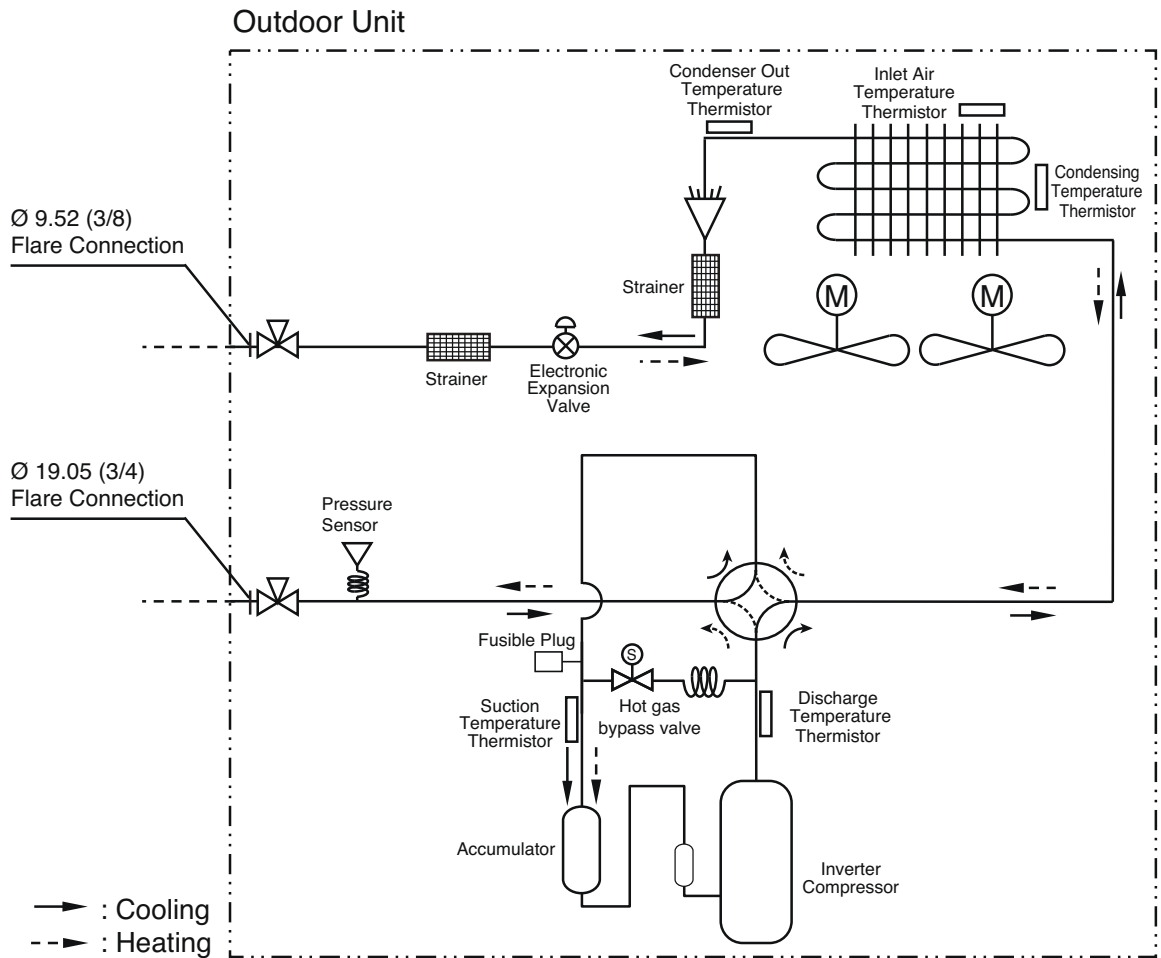 Outdoor Unit
Condenser Out
Temperature
Thermistor
Inlet Air
Temperature
Thermistor
Condensing
Temperature
Thermistor
Ø 9.52 (3/8)
Flare Connection
Strainer
M
M
Strainer
Electronic
Expansion
Valve
Ø 19.05 (3/4)
Flare Connection
Pressure
Sensor
Fusible Plug
S
Suction
Temperature
Thermistor
Hot gas
bypass valve
Discharge
Temperature
Thermistor
Accumulator
Inverter
Compressor
: Cooling
: Heating